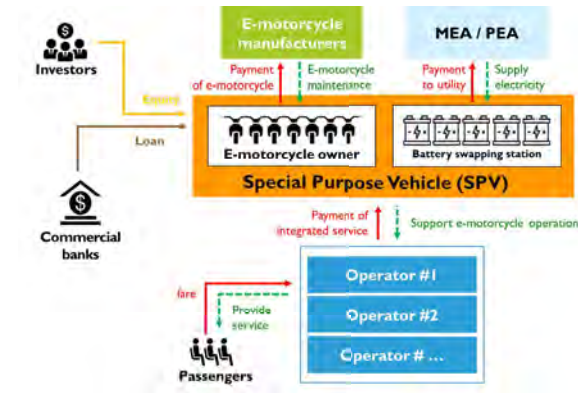 E-motorcycle
manufacturers
MEA / PEA
Investors
Payment
of e-motorcycle
E-motorcycle
maintenance
Payment
to utility
Supply
electricity
Loan
E-motorcycle owner
Battery swapping station
Special Purpose Vehicle (SPV)
Commercial
banks
Payment of
integrated service
Support e-motorcycle operation
Operator #1
Operator #2
Operator # ...
fare
Provide
service
Passengers